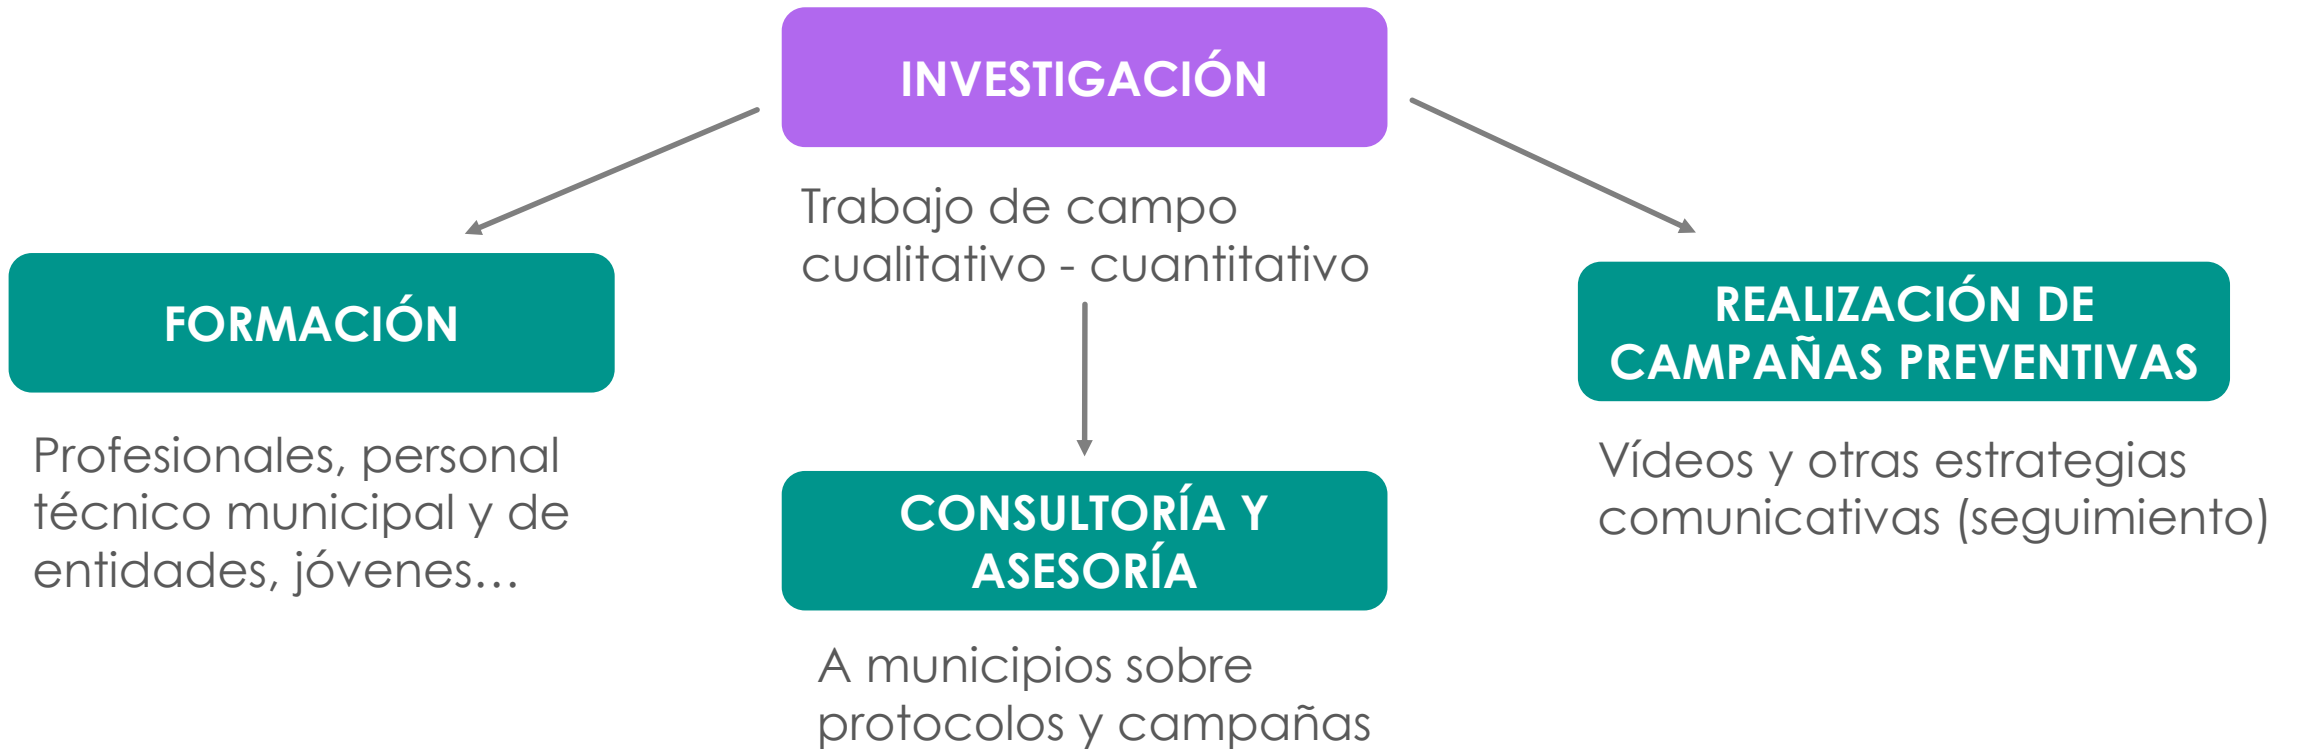 INVESTIGACIÓN
Trabajo de campo
cualitativo - cuantitativo
FORMACIÓN
Profesionales, personal
técnico municipal y de
entidades, jóvenes…
CONSULTORÍA Y
ASESORÍA
A municipios sobre
protocolos y campañas
REALIZACIÓN DE
CAMPAÑAS PREVENTIVAS
Vídeos y otras estrategias
comunicativas (seguimiento)